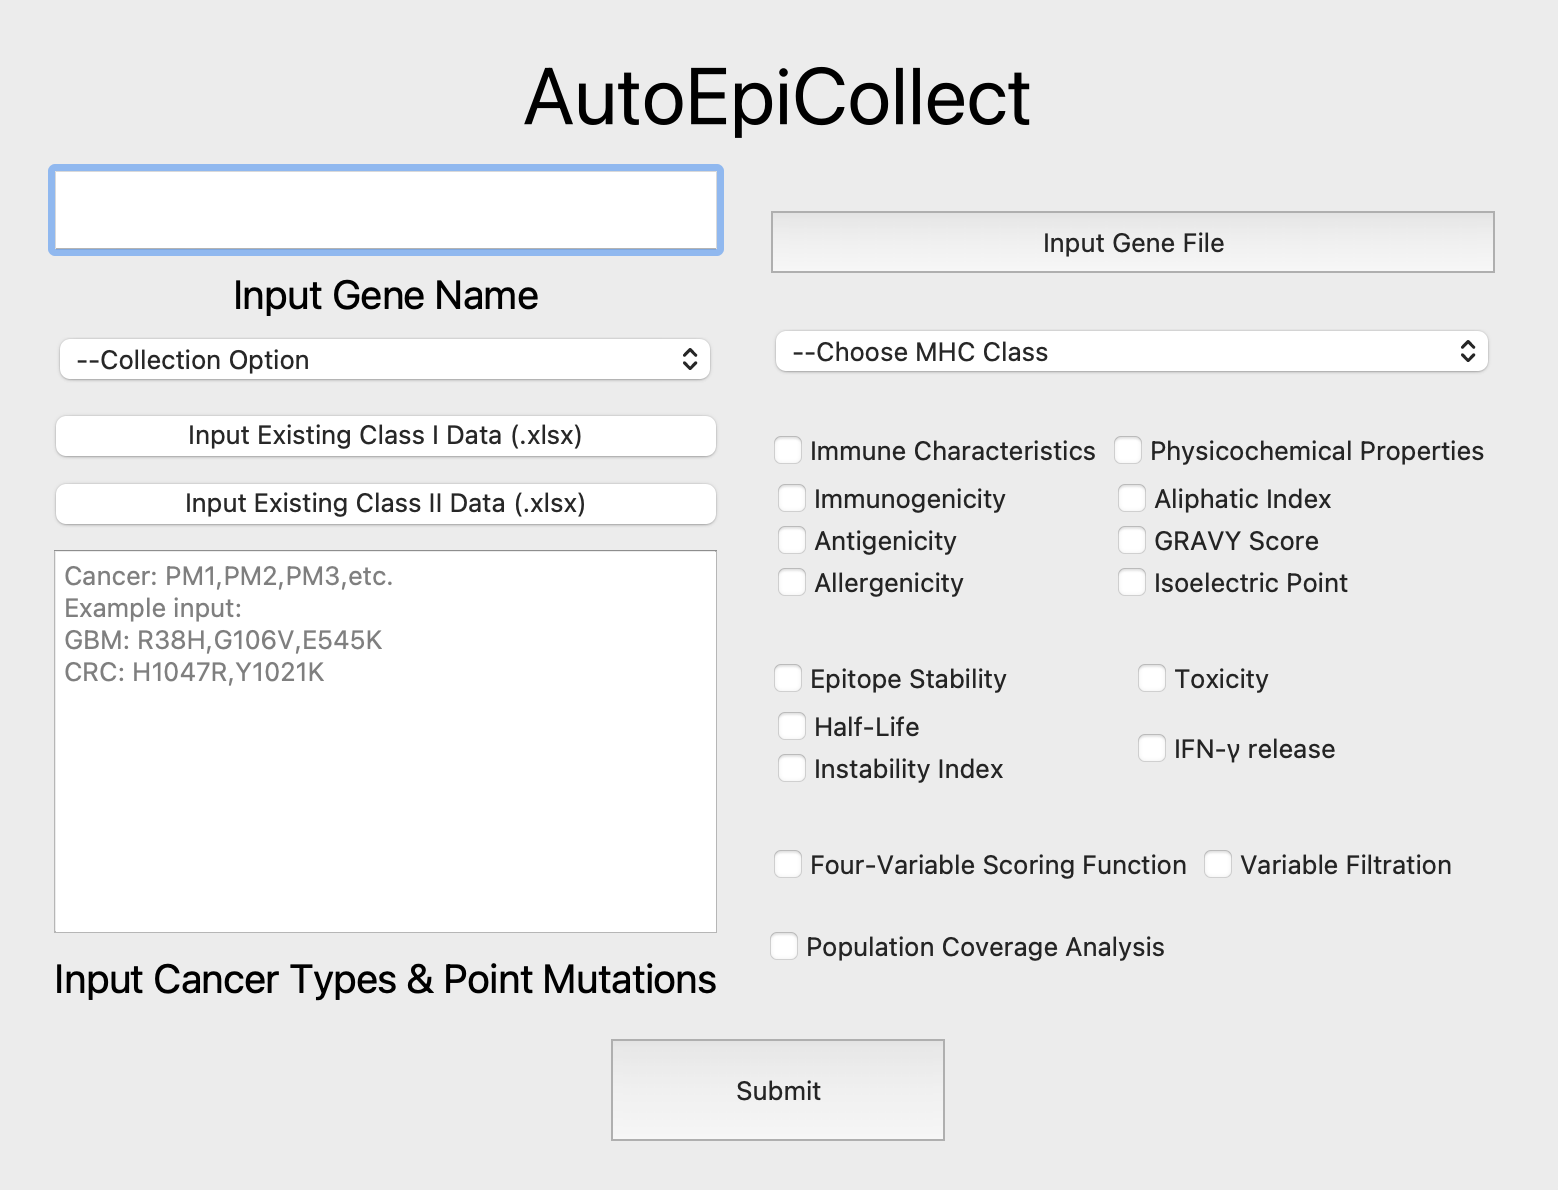 AutoEpiCollect
Input Gene Name
--Collection Option
Input Existing Class I Data (.xlsx)
Input Existing Class II Data (.xlsx)
Cancer: PM1,PM2,PM3,etc.
Example input:
GBM: R38H,G106V,E545K
CRC: H1047R,Y1021K
Input Cancer Types & Point Mutations
Input Gene File
--Choose MHC Class
Immune Characteristics
Immunogenicity
Antigenicity
Allergenicity
Physicochemical Properties
Aliphatic Index
GRAVY Score
Isoelectric Point
Epitope Stability
Half-Life
Instability Index
Toxicity
IFN-γ release
Four-Variable Scoring Function
Variable Filtration
Population Coverage Analysis
Submit